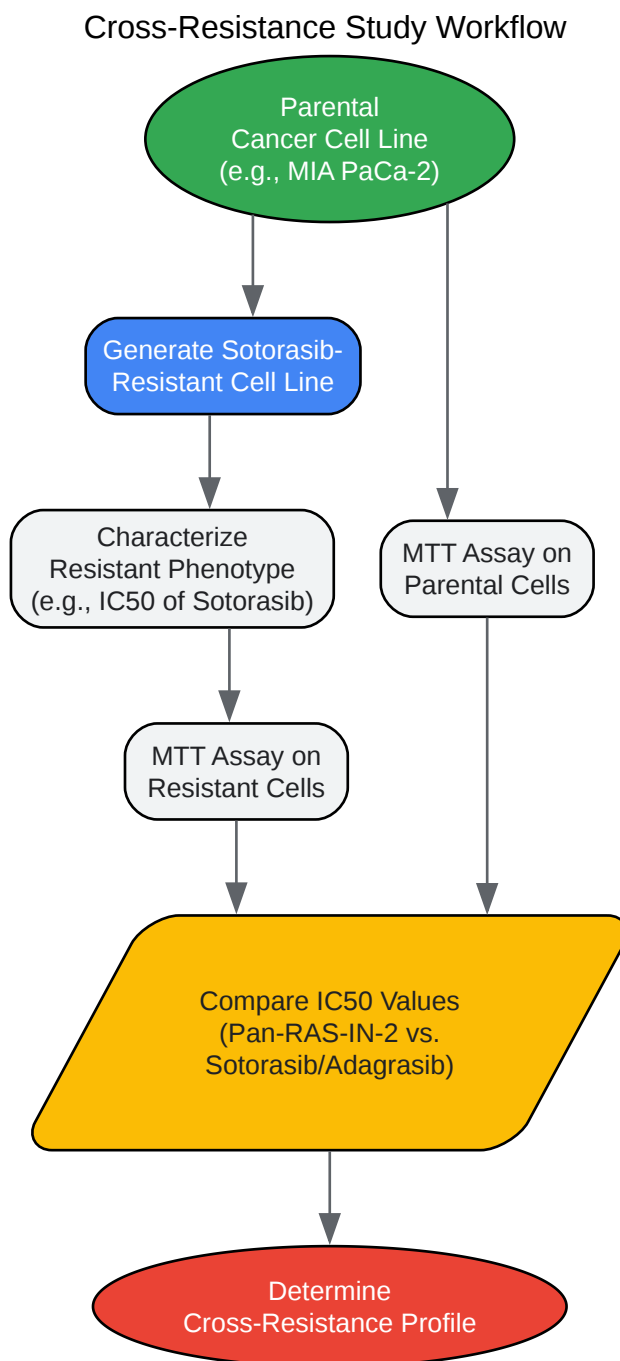 Cross-Resistance Study Workflow
Parental
Cancer Cell Line
(e.g., MIA PaCa-2)
Generate Sotorasib-
Resistant Cell Line
Characterize
Resistant Phenotype
(e.g., IC50 of Sotorasib)
MTT Assay on
Parental Cells
MTT Assay on
Resistant Cells
Compare IC50 Values
(Pan-RAS-IN-2 vs.
Sotorasib/Adagrasib)
Determine
Cross-Resistance Profile